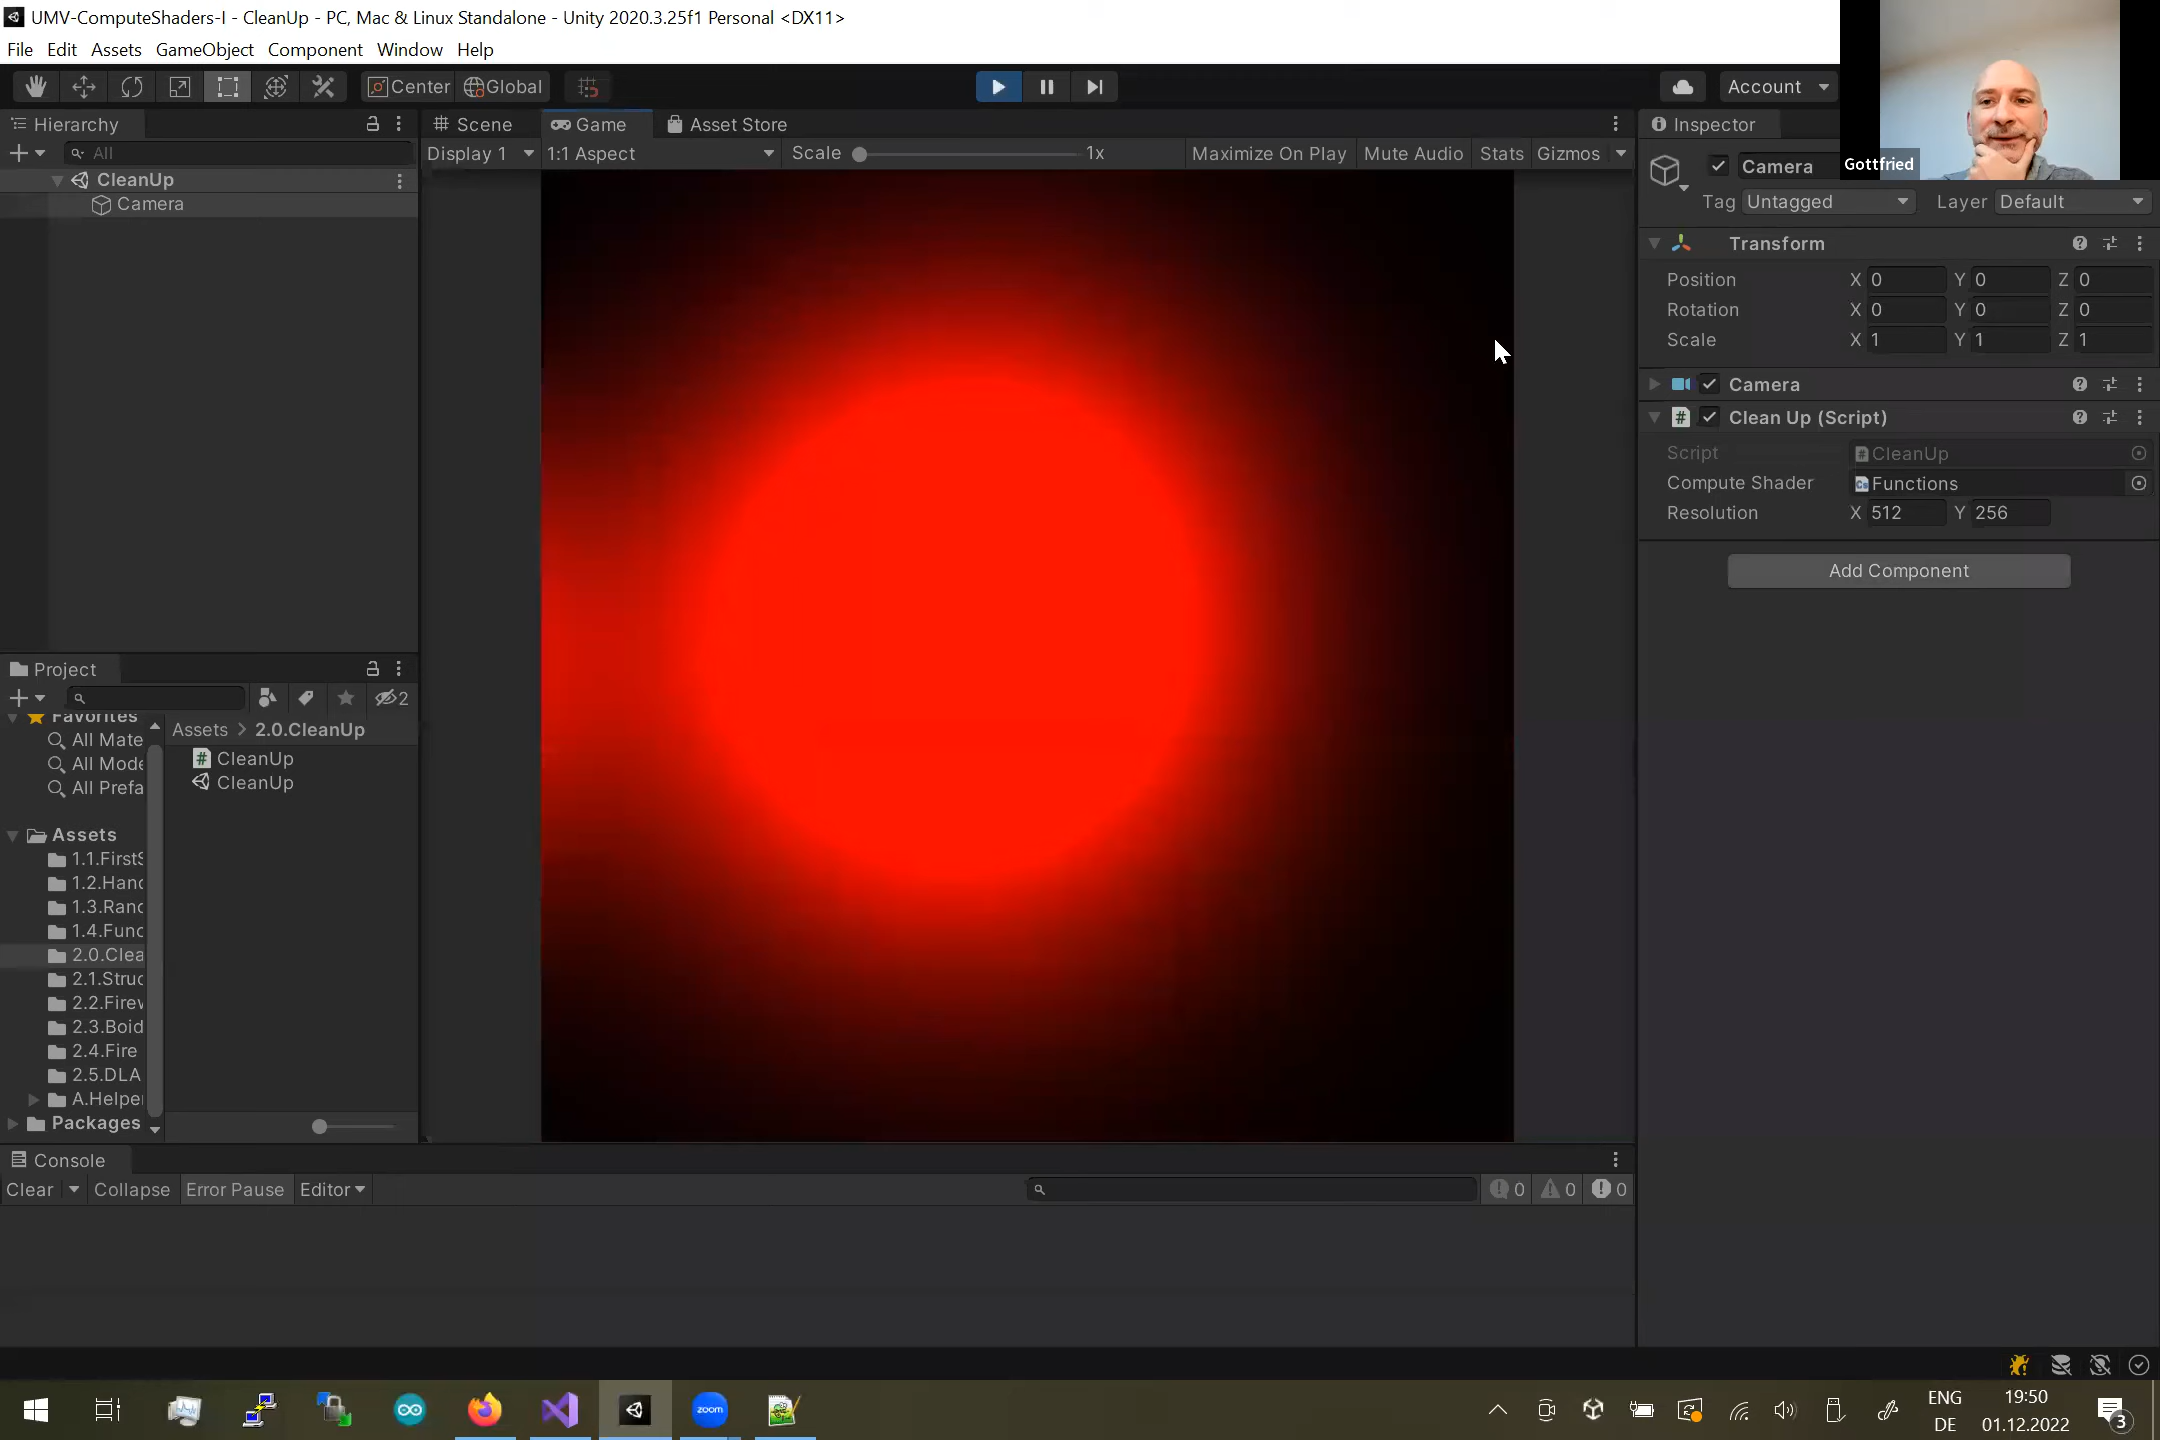 UMV-ComputeShaders-I - CleanUp - PC, Mac & Linux Standalone - Unity 2020.3.25f1 Personal <DX11>
File Edit Assets GameObject Component Window Help
Center Global
Account
Gottfried
Hierarchy
Scene Game Asset Store
Inspector
All
Display 1 1:1 Aspect Scale 1x Maximize On Play Mute Audio Stats Gizmos
Camera
CleanUp
Camera
Tag Untagged Layer Default
Transform
Position X 0 Y 0 Z 0
Rotation X 0 Y 0 Z 0
Scale X 1 Y 1 Z 1
Camera
Clean Up (Script)
Script CleanUp
Compute Shader Functions
Resolution X 512 Y 256
Add Component
Project
2
Favorites
All Mate
All Mode
All Prefa
Assets > 2.0.CleanUp
CleanUp
CleanUp
Assets
1.1.FirstS
1.2.Hand
1.3.Rand
1.4.Func
2.0.Clea
2.1.Struc
2.2.Firew
2.3.Boid
2.4.Fire
2.5.DLA
A.Helper
Packages
Console
Clear Collapse Error Pause Editor
0 0 0
zoom
ENG
DE
19:50
01.12.2022
3